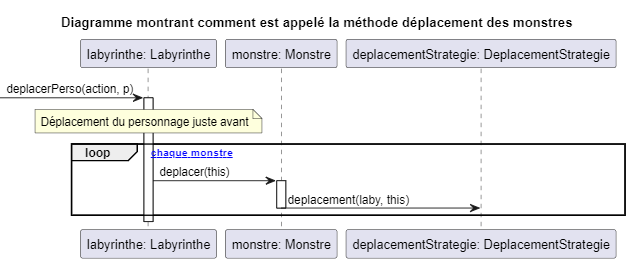 Diagramme montrant comment est appelé la méthode déplacement des monstres
labyrinthe: Labyrinthe
monstre: Monstre
deplacementStrategie: DeplacementStrategie
deplacerPerso(action, p)
Déplacement du personnage juste avant
loop
chaque monstre
deplacer(this)
deplacement(laby, this)
labyrinthe: Labyrinthe
monstre: Monstre
deplacementStrategie: DeplacementStrategie